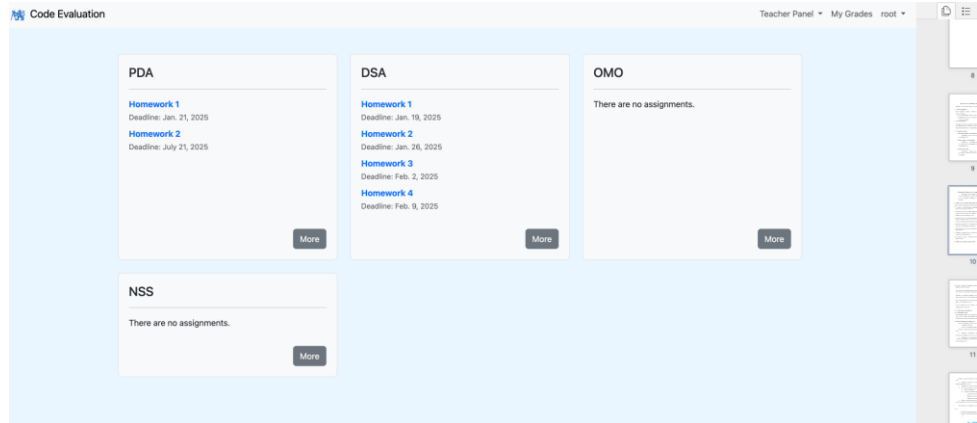 Code Evaluation
Teacher Panel My Grades root
PDA
Homework 1
Deadline: Jan. 21, 2025
Homework 2
Deadline: July 21, 2025
More
DSA
Homework 1
Deadline: Jan. 19, 2025
Homework 2
Deadline: Jan. 26, 2025
Homework 3
Deadline: Feb. 2, 2025
Homework 4
Deadline: Feb. 9, 2025
More
OMO
There are no assignments.
More
NSS
There are no assignments.
More
8
9
10
11